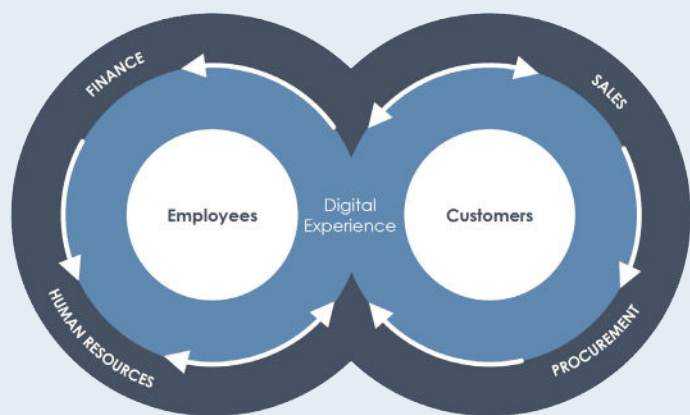 FINANCE
SALES
Employees
Digital
Experience
Customers
HUMAN RESOURCES
PROCUREMENT